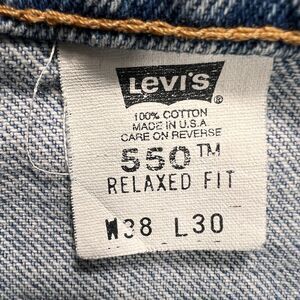 LEVI'S ®
100% COTTON
MADE IN U.S.A.
CARE ON REVERSE
550™
RELAXED FIT
W38 L30